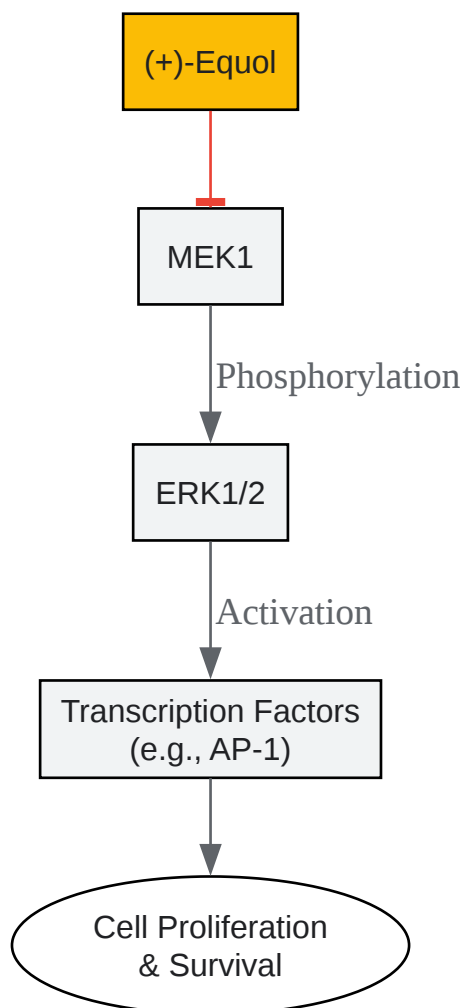 (+)-Equol
MEK1
Phosphorylation
ERK1/2
Activation
Transcription Factors
(e.g., AP-1)
Cell Proliferation
& Survival